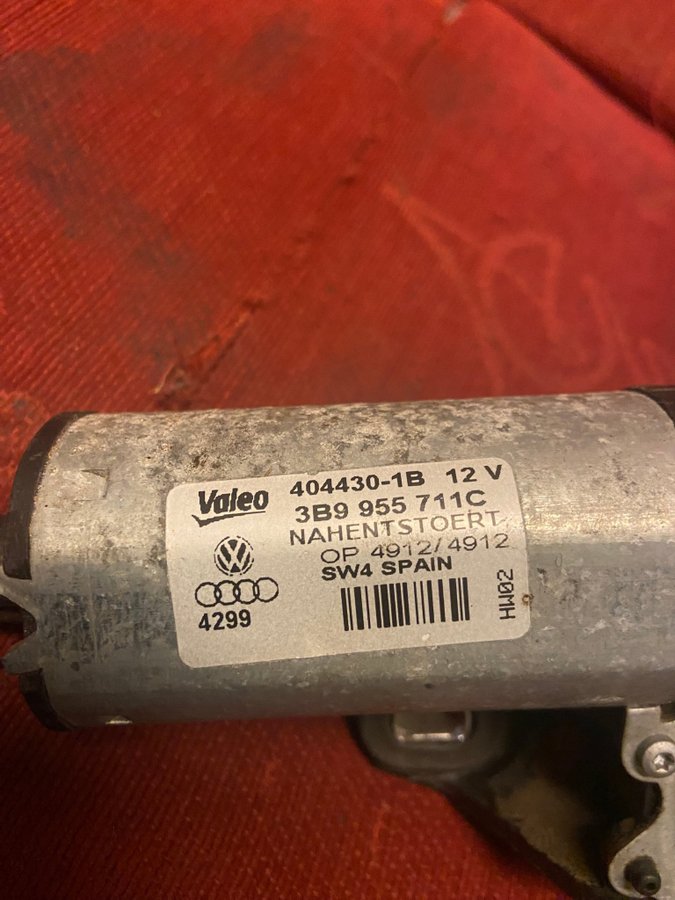 Valeo
404430-1B 12 V
3B9 955 711C
NAHENTSTOERT
OP 4912/4912
SW4 SPAIN
4299
HW02